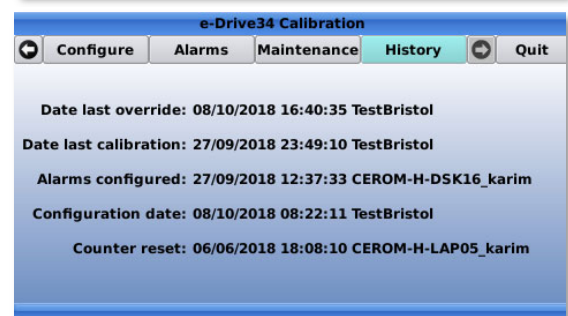 e-Drive34 Calibration
Configure Alarms Maintenance History Quit
Date last override: 08/10/2018 16:40:35 TestBristol
Date last calibration: 27/09/2018 23:49:10 TestBristol
Alarms configured: 27/09/2018 12:37:33 CEROM-H-DSK16_karim
Configuration date: 08/10/2018 08:22:11 TestBristol
Counter reset: 06/06/2018 18:08:10 CEROM-H-LAP05_karim